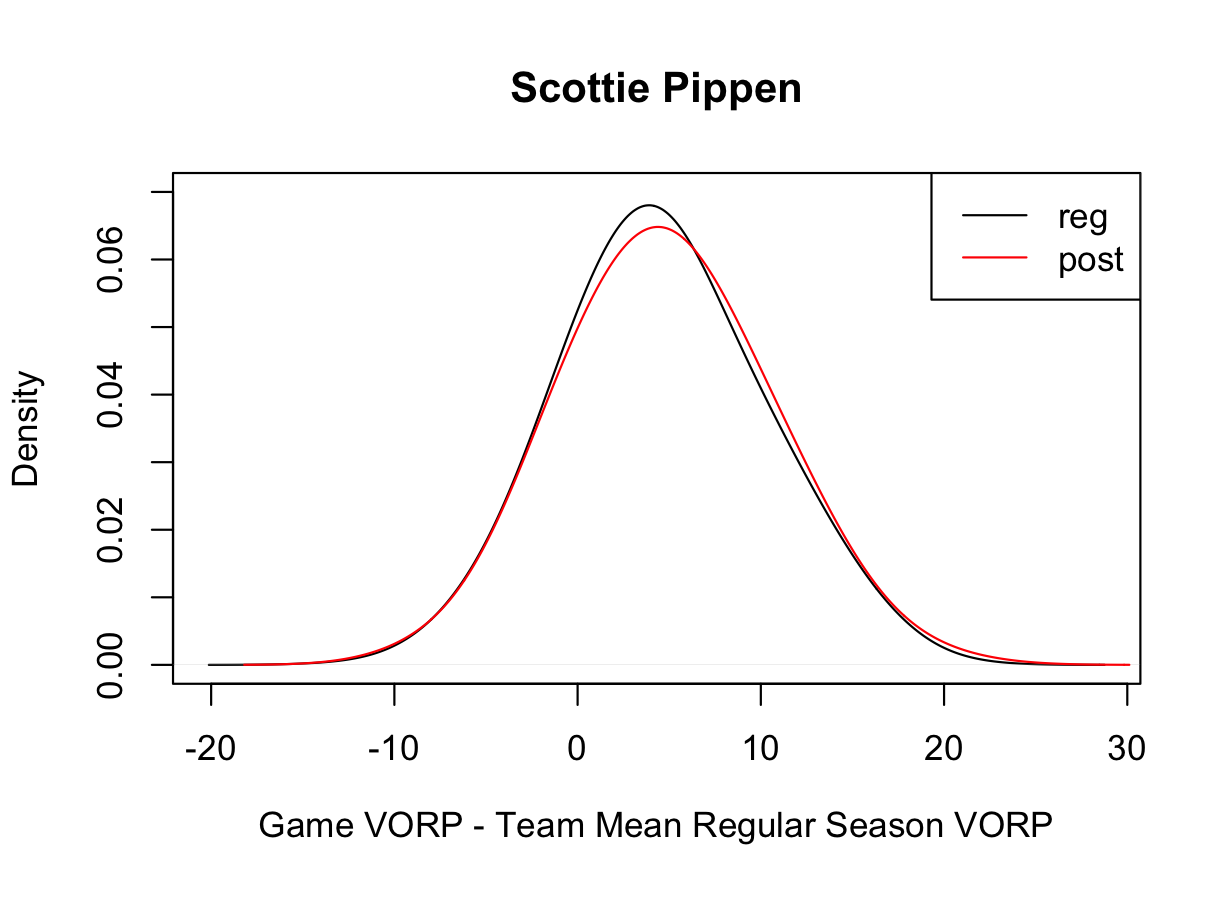 Scottie Pippen
reg
post
Density
0.00
0.02
0.04
0.06
-20
-10
0
10
20
30
Game VORP - Team Mean Regular Season VORP